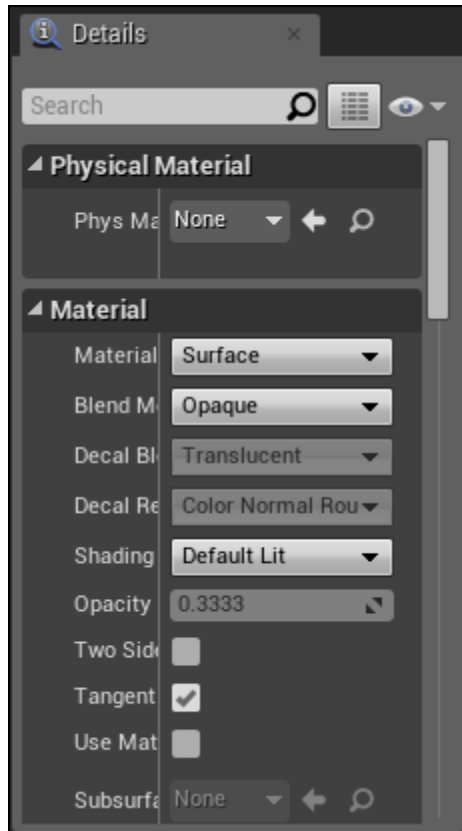 Details
Search
Physical Material
Phys Ma None
Material
Material Surface
Blend M Opaque
Decal Bl Translucent
Decal Re Color Normal Rou
Shading Default Lit
Opacity 0.3333
Two Side
Tangent
Use Mat
Subsurfa None